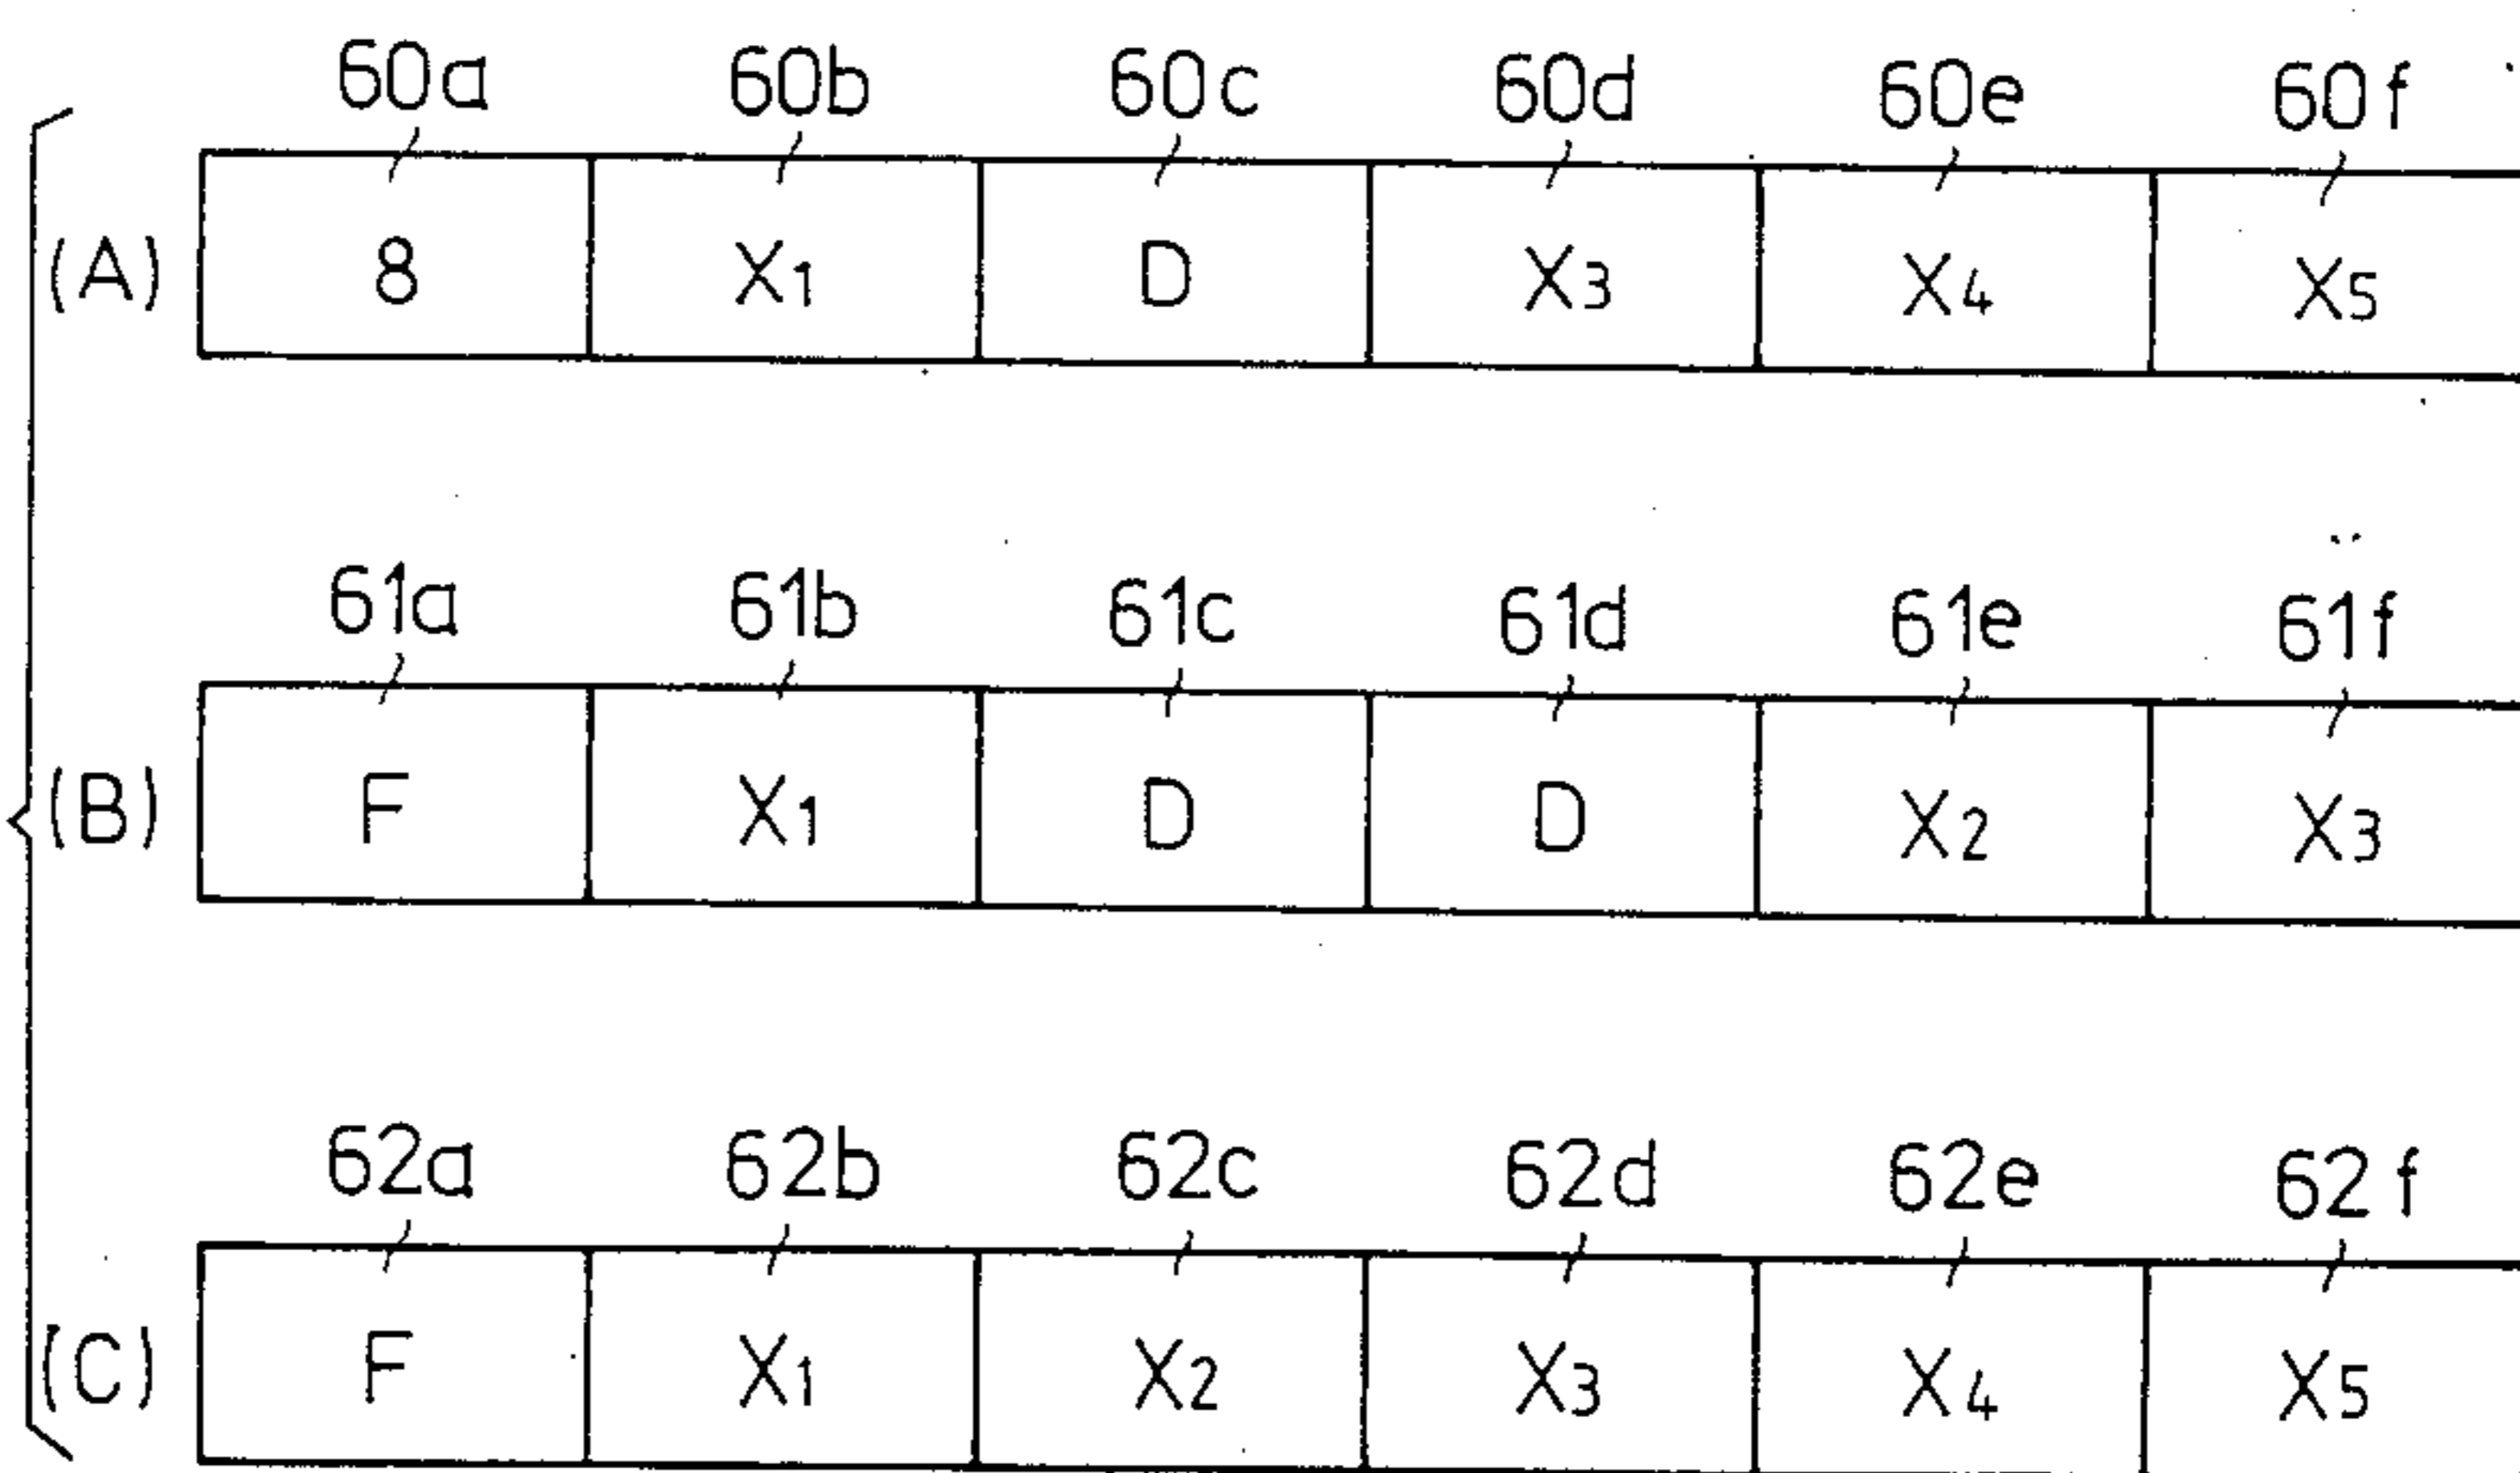 60a 60b 60c 60d 60e 60f
(A) 8 X1 D X3 X4 X5
61a 61b 61c 61d 61e 61f
(B) F X1 D D X2 X3
62a 62b 62c 62d 62e 62f
(C) F X1 X2 X3 X4 X5